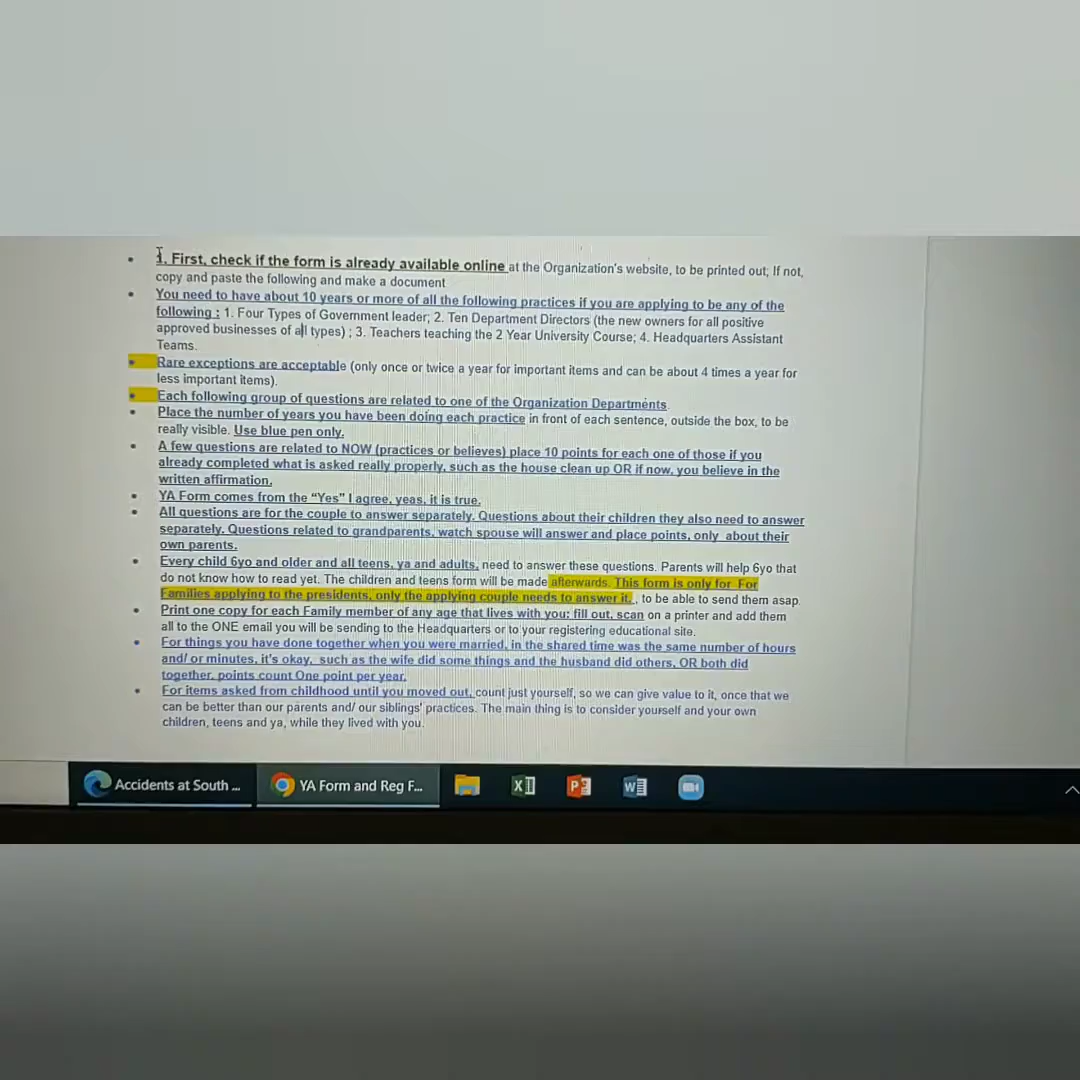 1. First, check if the form is already available online at the Organization's website, to be printed out; If not,
copy and paste the following and make a document
You need to have about 10 years or more of all the following practices if you are applying to be any of the
following : 1. Four Types of Government leader; 2. Ten Department Directors (the new owners for all positive
approved businesses of all types) ; 3. Teachers teaching the 2 Year University Course; 4. Headquarters Assistant
Teams.
Rare exceptions are acceptable (only once or twice a year for important items and can be about 4 times a year for
less important items).
Each following group of questions are related to one of the Organization Departments.
Place the number of years you have been doing each practice in front of each sentence, outside the box, to be
really visible. Use blue pen only.
A few questions are related to NOW (practices or believes) place 10 points for each one of those if you
already completed what is asked really properly, such as the house clean up OR if now, you believe in the
written affirmation.
YA Form comes from the “Yes” I agree, yeas, it is true.
All questions are for the couple to answer separately. Questions about their children they also need to answer
separately. Questions related to grandparents, watch spouse will answer and place points, only about their
own parents.
Every child 6yo and older and all teens, ya and adults, need to answer these questions. Parents will help 6yo that
do not know how to read yet. The children and teens form will be made afterwards. This form is only for For
Families applying to the presidents, only the applying couple needs to answer it. , to be able to send them asap.
Print one copy for each Family member of any age that lives with you: fill out, scan on a printer and add them
all to the ONE email you will be sending to the Headquarters or to your registering educational site.
For things you have done together when you were married, in the shared time was the same number of hours
and/ or minutes, it's okay, such as the wife did some things and the husband did others, OR both did
together, points count One point per year.
For items asked from childhood until you moved out, count just yourself, so we can give value to it, once that we
can be better than our parents and/ our siblings' practices. The main thing is to consider yourself and your own
children, teens and ya, while they lived with you.
Accidents at South ...
YA Form and Reg F...